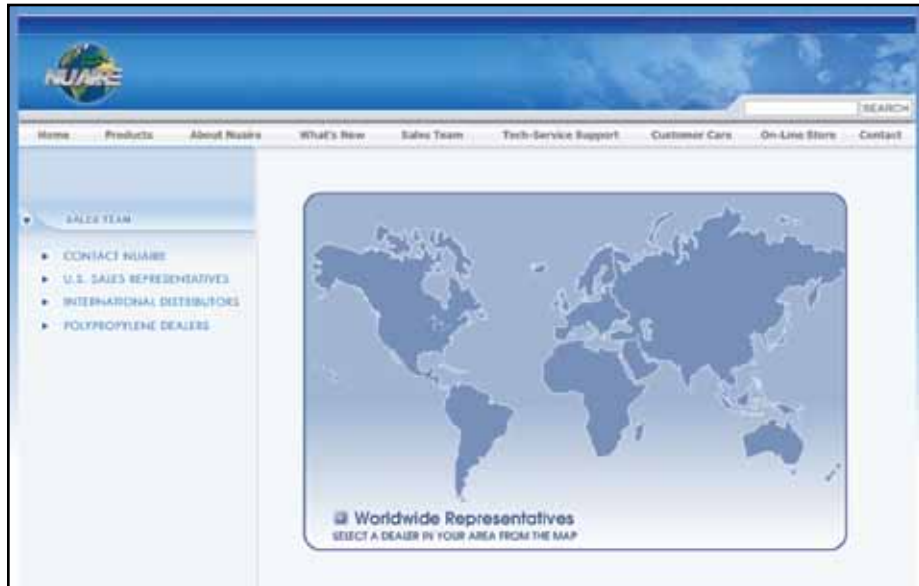 NUAIRE
SEARCH
Home Products About Nuaire What's New Sales Team Tech-Service Support Customer Care On-Line Store Contact
SALES TEAM
CONTACT NUAIRE
U.S. SALES REPRESENTATIVES
INTERNATIONAL DISTRIBUTORS
POLYPROPYLENE DEALERS
Worldwide Representatives
SELECT A DEALER IN YOUR AREA FROM THE MAP